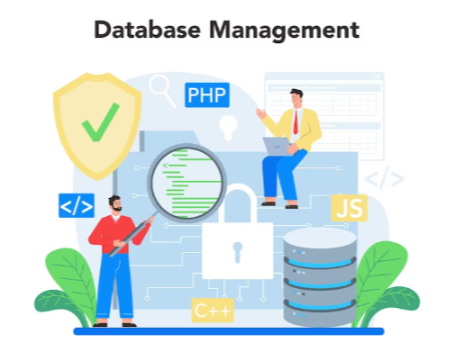 Database Management
PHP
</>
</>
JS
C++